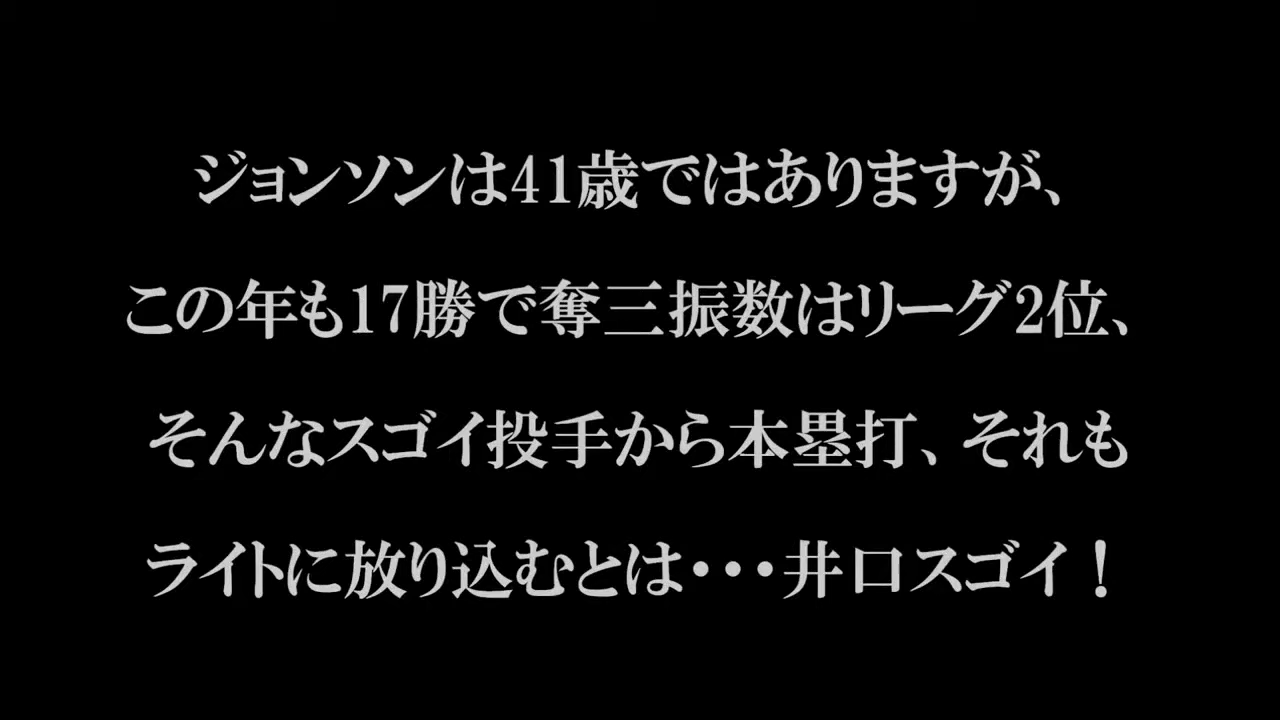 ジョンソンは41歳ではありますが、
この年も17勝で奪三振数はリーグ2位、
そんなスゴイ投手から本塁打、それも
ライトに放り込むとは・・・井口スゴイ！